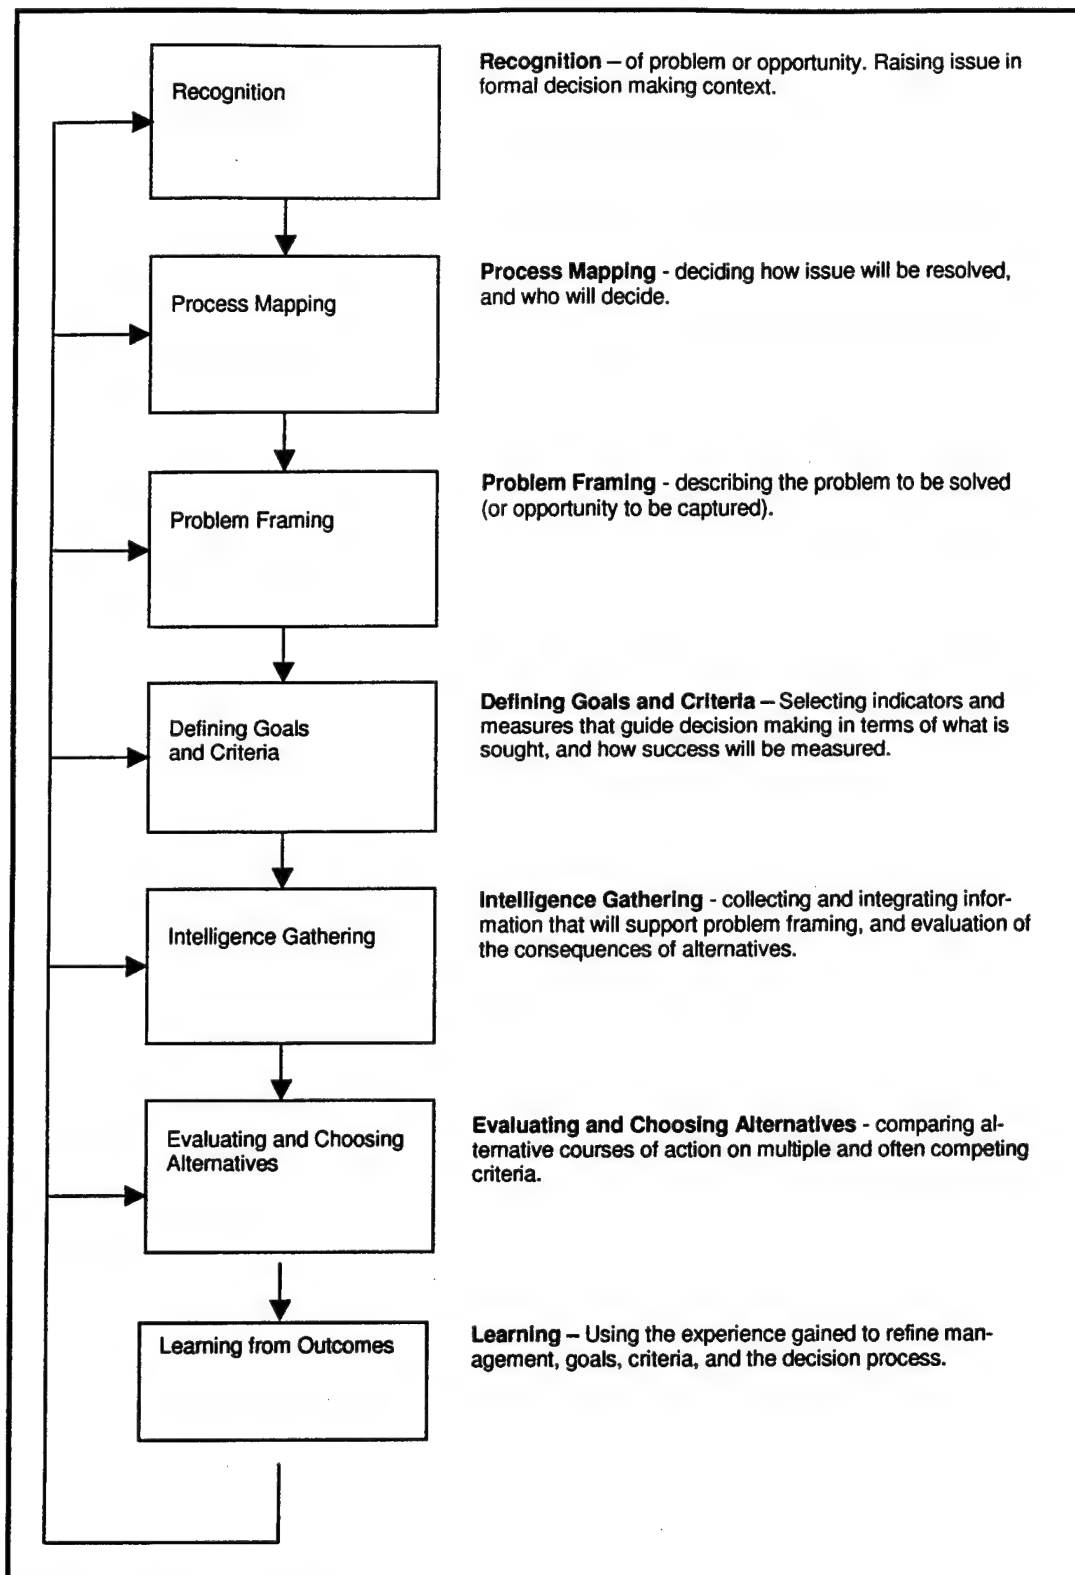 Recognition
Recognition – of problem or opportunity. Raising issue in
formal decision making context.
Process Mapping
Process Mapping - deciding how issue will be resolved,
and who will decide.
Problem Framing
Problem Framing - describing the problem to be solved
(or opportunity to be captured).
Defining Goals
and Criteria
Defining Goals and Criteria – Selecting indicators and
measures that guide decision making in terms of what is
sought, and how success will be measured.
Intelligence Gathering
Intelligence Gathering - collecting and integrating infor-
mation that will support problem framing, and evaluation of
the consequences of alternatives.
Evaluating and Choosing
Alternatives
Evaluating and Choosing Alternatives - comparing al-
ternative courses of action on multiple and often competing
criteria.
Learning from Outcomes
Learning – Using the experience gained to refine man-
agement, goals, criteria, and the decision process.